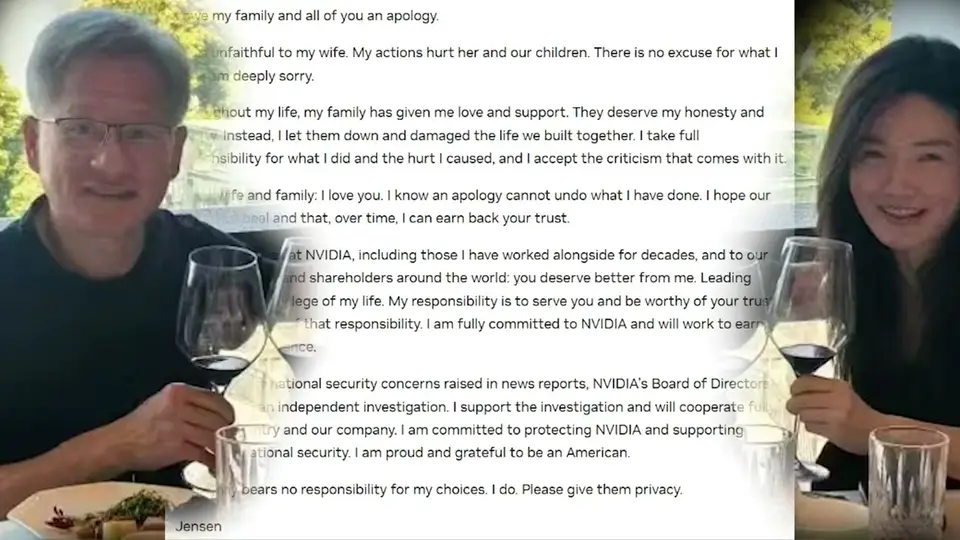 my family and all of you an apology.
unfaithful to my wife. My actions hurt her and our children. There is no excuse for what I
am deeply sorry.
my life, my family has given me love and support. They deserve my honesty and
Instead, I let them down and damaged the life we built together. I take full
for what I did and the hurt I caused, and I accept the criticism that comes with it.
and family: I love you. I know an apology cannot undo what I have done. I hope our
heal and that, over time, I can earn back your trust.
at NVIDIA, including those I have worked alongside for decades, and to our
and shareholders around the world: you deserve better from me. Leading
of my life. My responsibility is to serve you and be worthy of your trust
that responsibility. I am fully committed to NVIDIA and will work to earn
national security concerns raised in news reports, NVIDIA's Board of Directors
an independent investigation. I support the investigation and will cooperate
and our company. I am committed to protecting NVIDIA and supporting
national security. I am proud and grateful to be an American.
bears no responsibility for my choices. I do. Please give them privacy.
Jensen